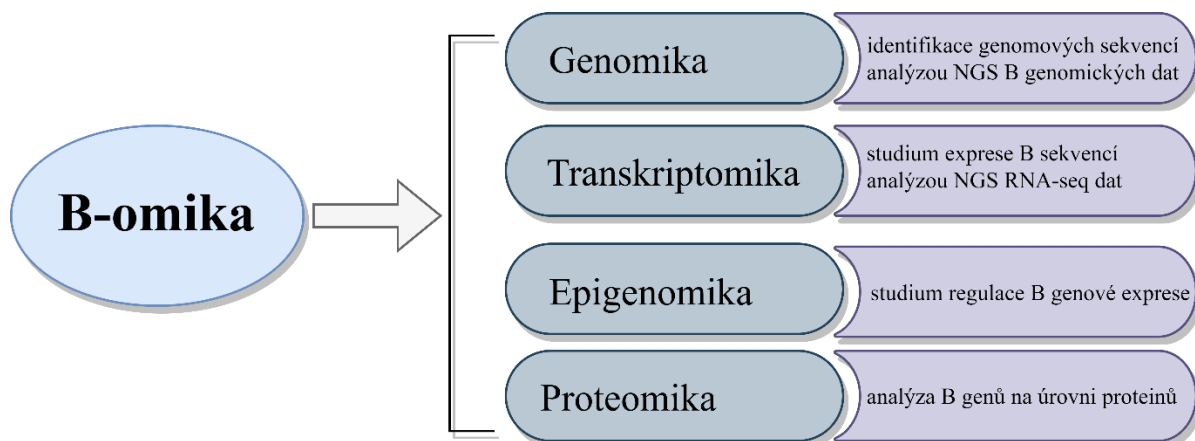 B-omika
Genomika
identifikace genomových sekvencí
analýzou NGS B genomických dat
Transkriptomika
studium exprese B sekvencí
analýzou NGS RNA-seq dat
Epigenomika
studium regulace B genové exprese
Proteomika
analýza B genů na úrovni proteinů